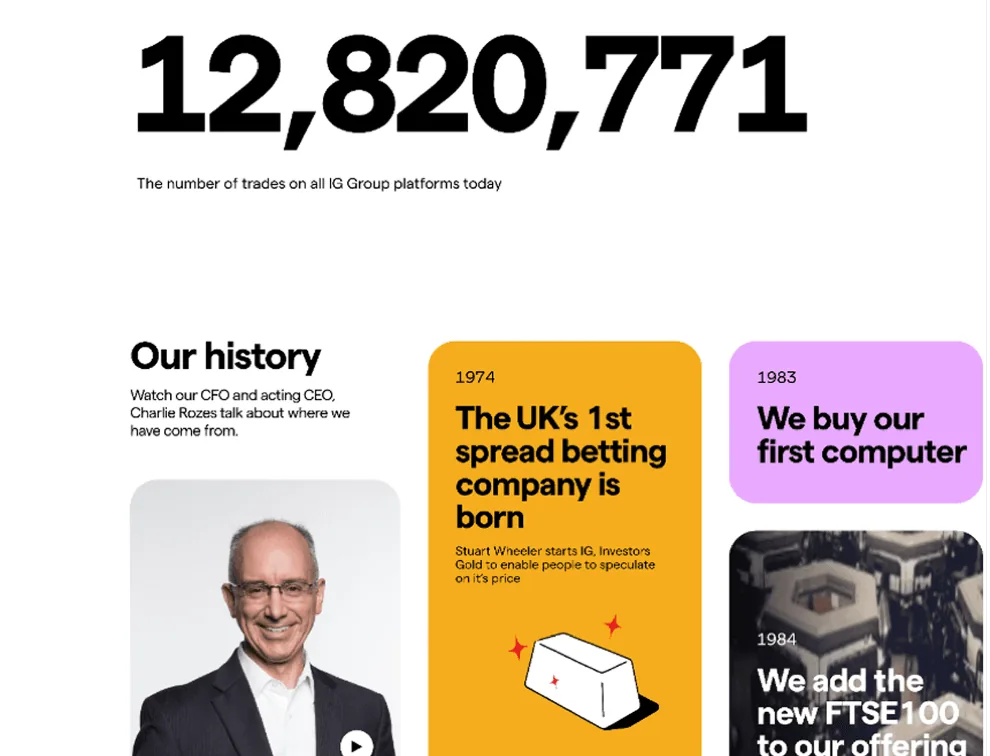 12,820,771
The number of trades on all IG Group platforms today
Our history
Watch our CFO and acting CEO,
Charlie Rozes talk about where we
have come from.
1974
The UK’s 1st
spread betting
company is
born
Stuart Wheeler starts IG, Investors
Gold to enable people to speculate
on it’s price
1983
We buy our
first computer
1984
We add the
new FTSE100
to our offering